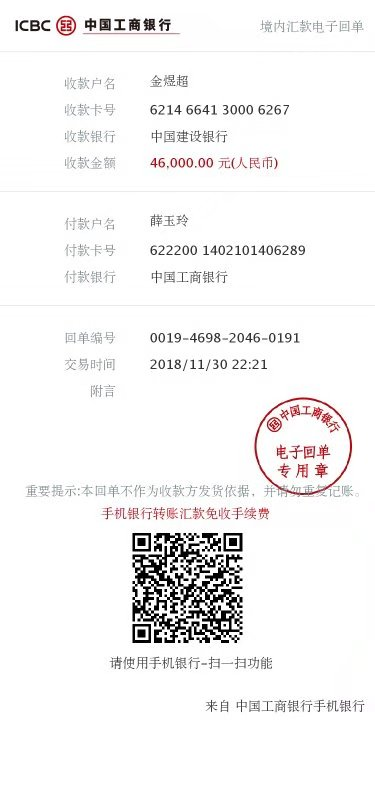 ICBC 中国工商银行 境内汇款电子回单
收款户名 金煜超
收款卡号 6214 6641 3000 6267
收款银行 中国建设银行
收款金额 46,000.00 元(人民币)
付款户名 薛玉玲
付款卡号 622200 1402101406289
付款银行 中国工商银行
回单编号 0019-4698-2046-0191
交易时间 2018/11/30 22:21
附言
中国工商银行
电子回单
专用章
重要提示:本回单不作为收款方发货依据，并请勿重复记账。
手机银行转账汇款免收手续费
请使用手机银行-扫一扫功能
来自 中国工商银行手机银行